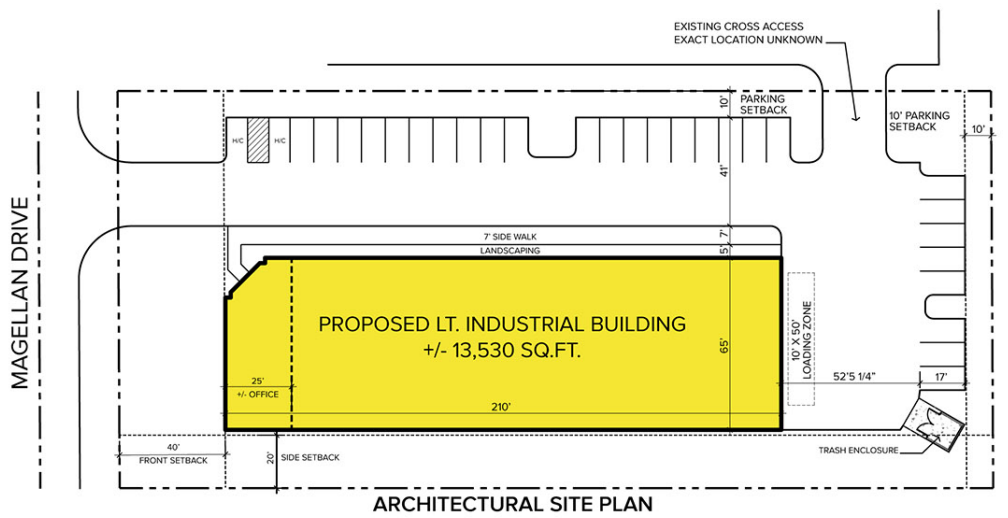 EXISTING CROSS ACCESS
EXACT LOCATION UNKNOWN
10'
PARKING
SETBACK
10' PARKING
SETBACK
10'
H/C
H/C
41'
MAGELLAN DRIVE
7' SIDE WALK
7'
LANDSCAPING
5'
PROPOSED LT. INDUSTRIAL BUILDING
+/- 13,530 SQ.FT.
65'
10' X 50'
LOADING ZONE
25'
+/- OFFICE
52'5 1/4"
17'
210'
40'
FRONT SETBACK
20'
SIDE SETBACK
TRASH ENCLOSURE
ARCHITECTURAL SITE PLAN